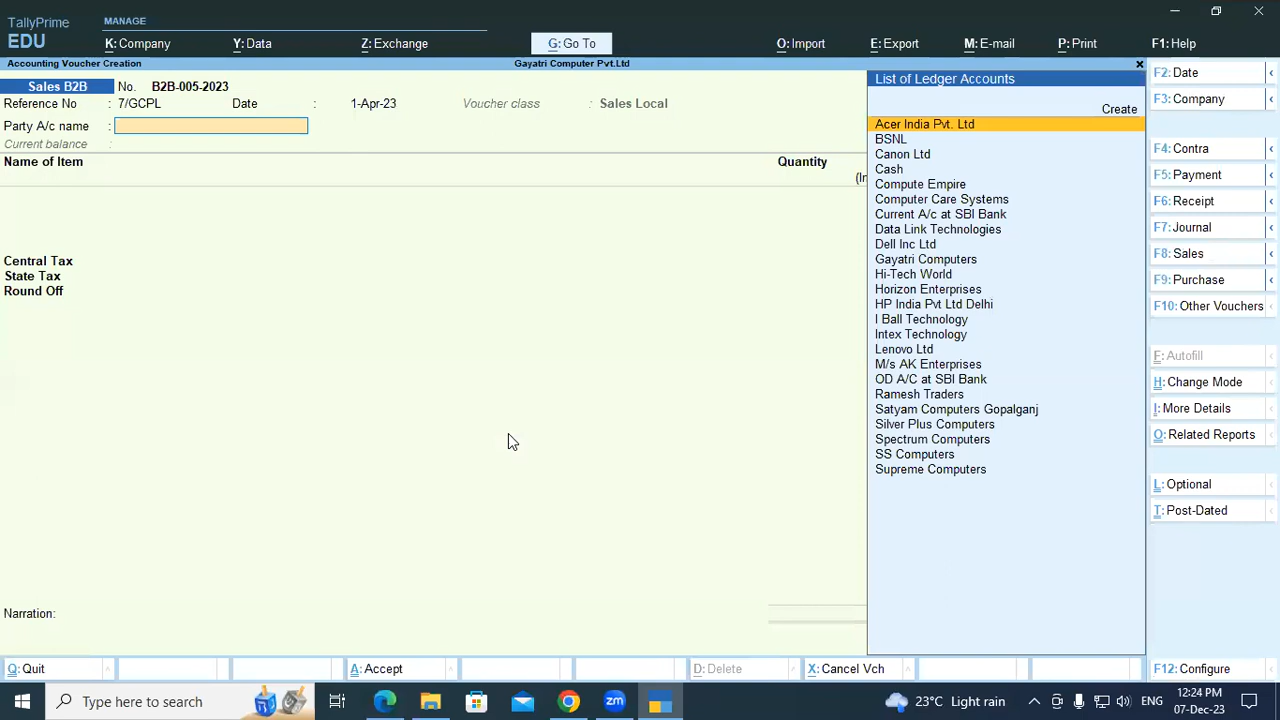 TallyPrime
EDU
MANAGE
K: Company
Y: Data
Z: Exchange
G: Go To
O: Import
E: Export
M: E-mail
P: Print
F1: Help
Accounting Voucher Creation
Gayatri Computer Pvt.Ltd
Sales B2B
No. B2B-005-2023
Reference No : 7/GCPL
Date : 1-Apr-23
Voucher class : Sales Local
Party A/c name :
Current balance :
Name of Item
Quantity
(In
Central Tax
State Tax
Round Off
Narration:
List of Ledger Accounts
Create
Acer India Pvt. Ltd
BSNL
Canon Ltd
Cash
Compute Empire
Computer Care Systems
Current A/c at SBI Bank
Data Link Technologies
Dell Inc Ltd
Gayatri Computers
Hi-Tech World
Horizon Enterprises
HP India Pvt Ltd Delhi
I Ball Technology
Intex Technology
Lenovo Ltd
M/s AK Enterprises
OD A/C at SBI Bank
Ramesh Traders
Satyam Computers Gopalganj
Silver Plus Computers
Spectrum Computers
SS Computers
Supreme Computers
F2: Date
F3: Company
F4: Contra
F5: Payment
F6: Receipt
F7: Journal
F8: Sales
F9: Purchase
F10: Other Vouchers
F: Autofill
H: Change Mode
I: More Details
O: Related Reports
L: Optional
T: Post-Dated
F12: Configure
Q: Quit
A: Accept
D: Delete
X: Cancel Vch
Type here to search
zm
23°C Light rain
ENG
12:24 PM
07-Dec-23